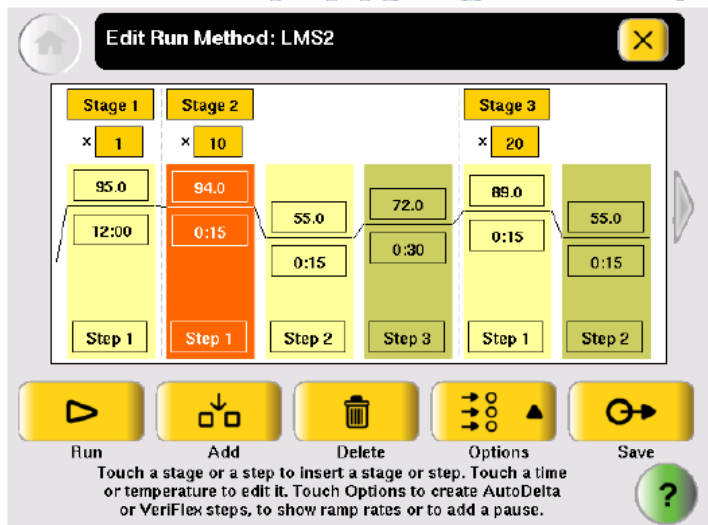 Edit Run Method: LMS2
Stage 1 Stage 2 Stage 3
× 1 × 10 × 20
95.0 94.0 55.0 72.0 89.0 55.0
12:00 0:15 0:15 0:30 0:15 0:15
Step 1 Step 1 Step 2 Step 3 Step 1 Step 2
Run Add Delete Options Save
Touch a stage or a step to insert a stage or step. Touch a time
or temperature to edit it. Touch Options to create AutoDelta
or VeriFlex steps, to show ramp rates or to add a pause.
?